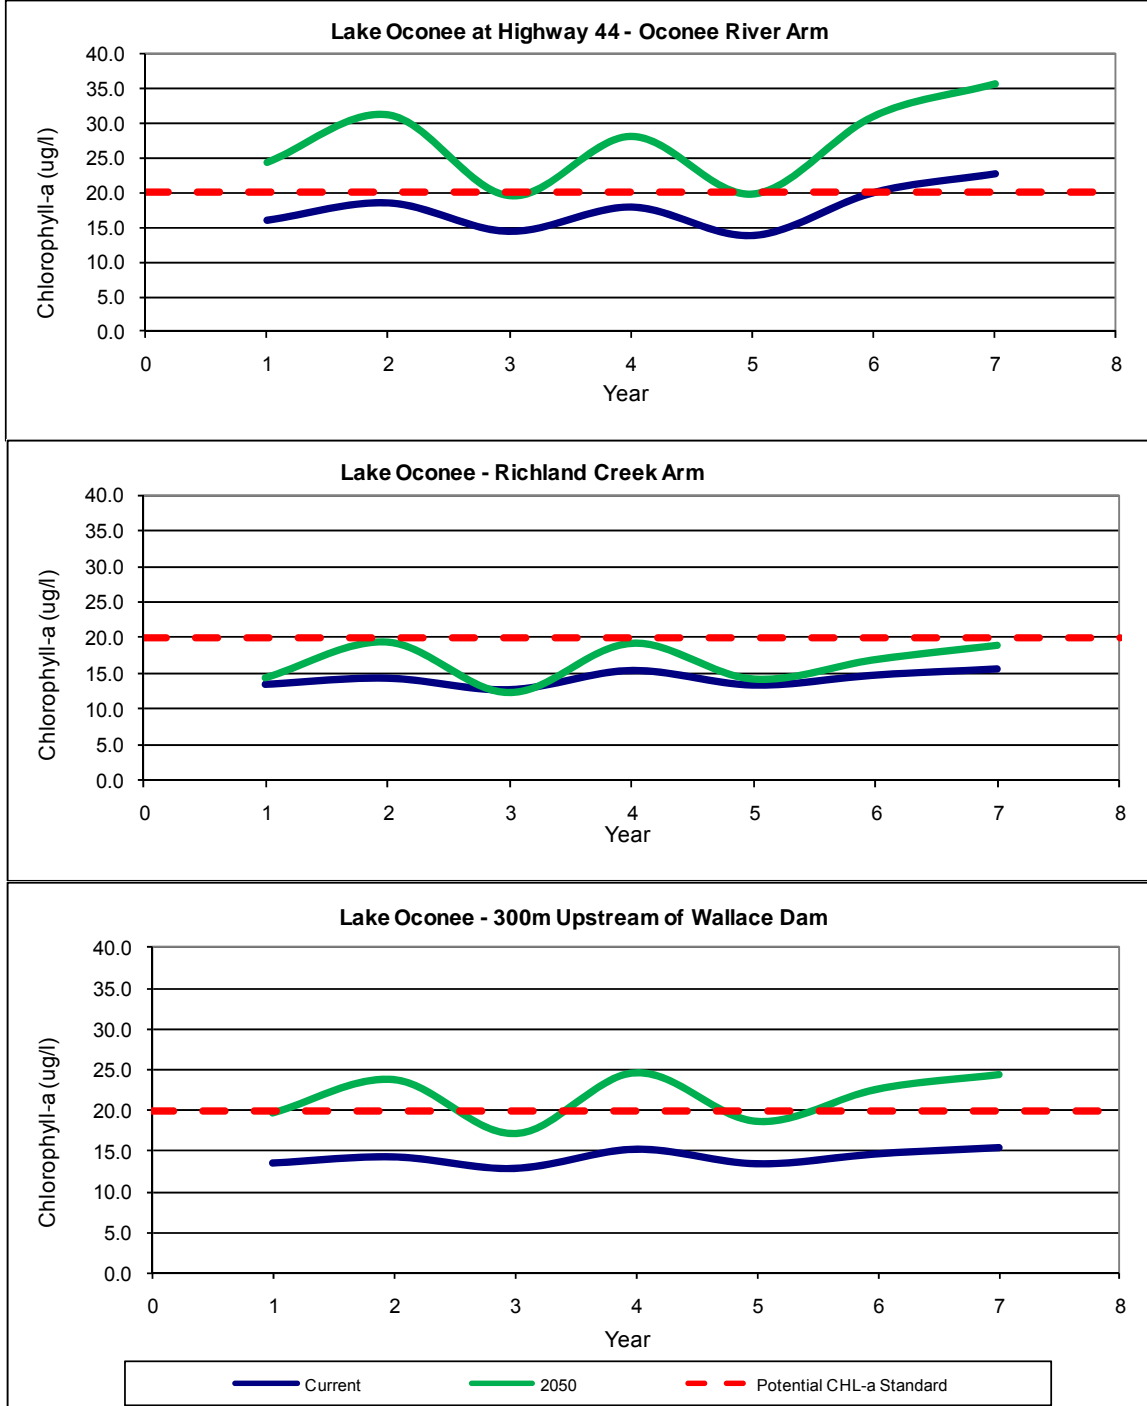 Lake Oconee at Highway 44 - Oconee River Arm
Chlorophyll-a (ug/l)
40.0
35.0
30.0
25.0
20.0
15.0
10.0
5.0
0.0
0 1 2 3 4 5 6 7 8
Year
Lake Oconee - Richland Creek Arm
Chlorophyll-a (ug/l)
40.0
35.0
30.0
25.0
20.0
15.0
10.0
5.0
0.0
0 1 2 3 4 5 6 7 8
Year
Lake Oconee - 300m Upstream of Wallace Dam
Chlorophyll-a (ug/l)
40.0
35.0
30.0
25.0
20.0
15.0
10.0
5.0
0.0
0 1 2 3 4 5 6 7 8
Year
Current 2050 Potential CHL-a Standard